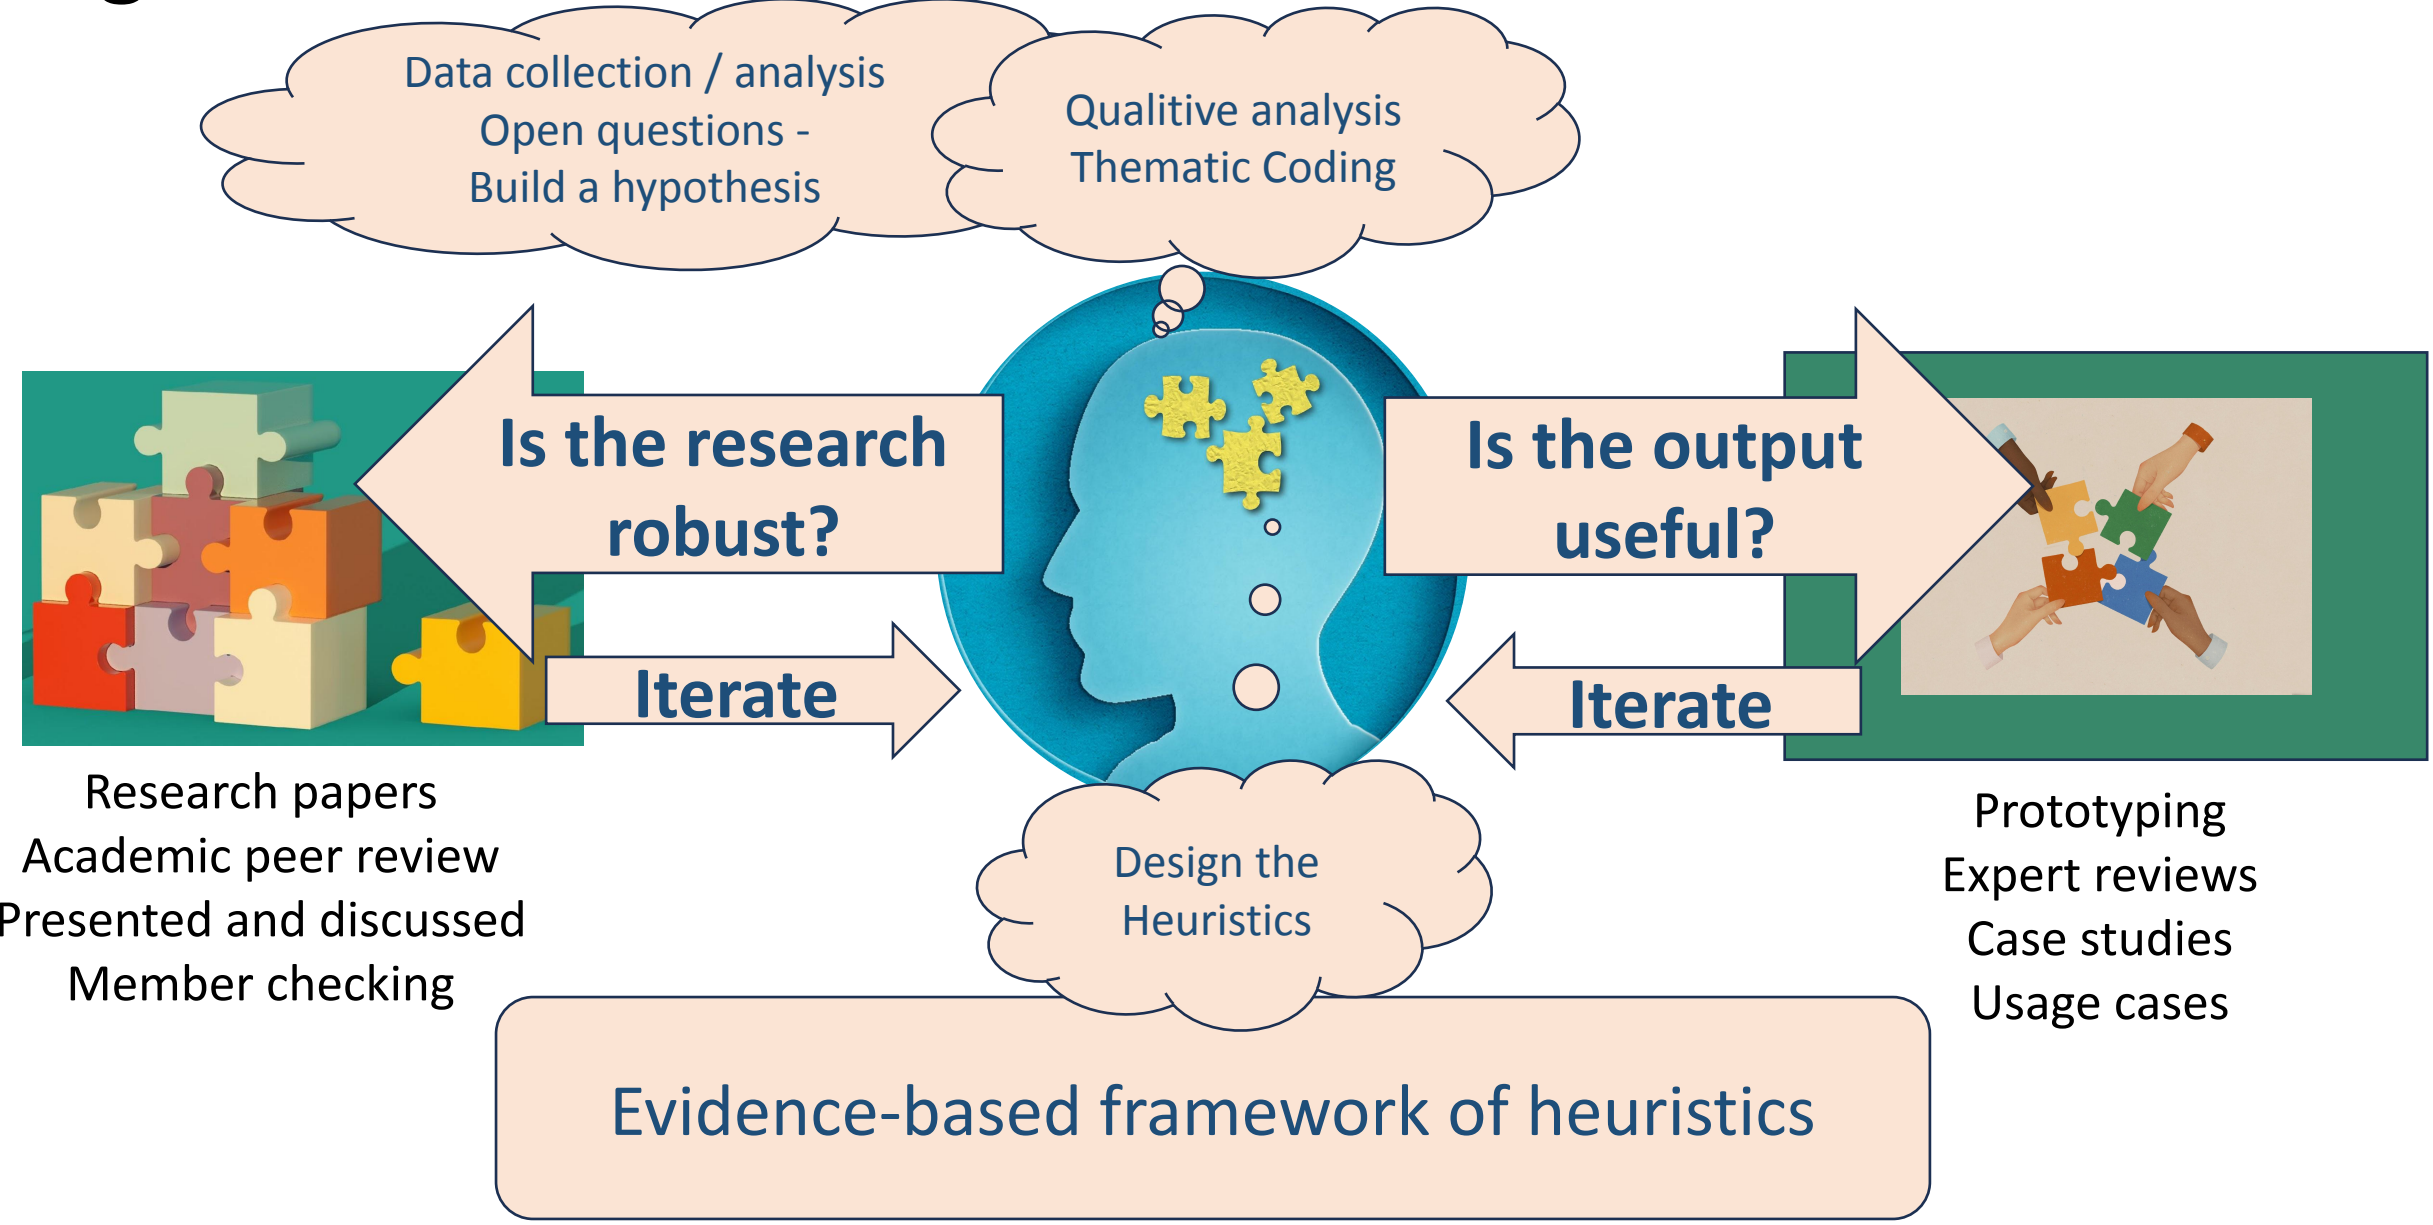 Data collection / analysis
Open questions -
Build a hypothesis
Qualitive analysis
Thematic Coding
Is the research
robust?
Is the output
useful?
Iterate
Iterate
Research papers
Academic peer review
Presented and discussed
Member checking
Prototyping
Expert reviews
Case studies
Usage cases
Design the
Heuristics
Evidence-based framework of heuristics